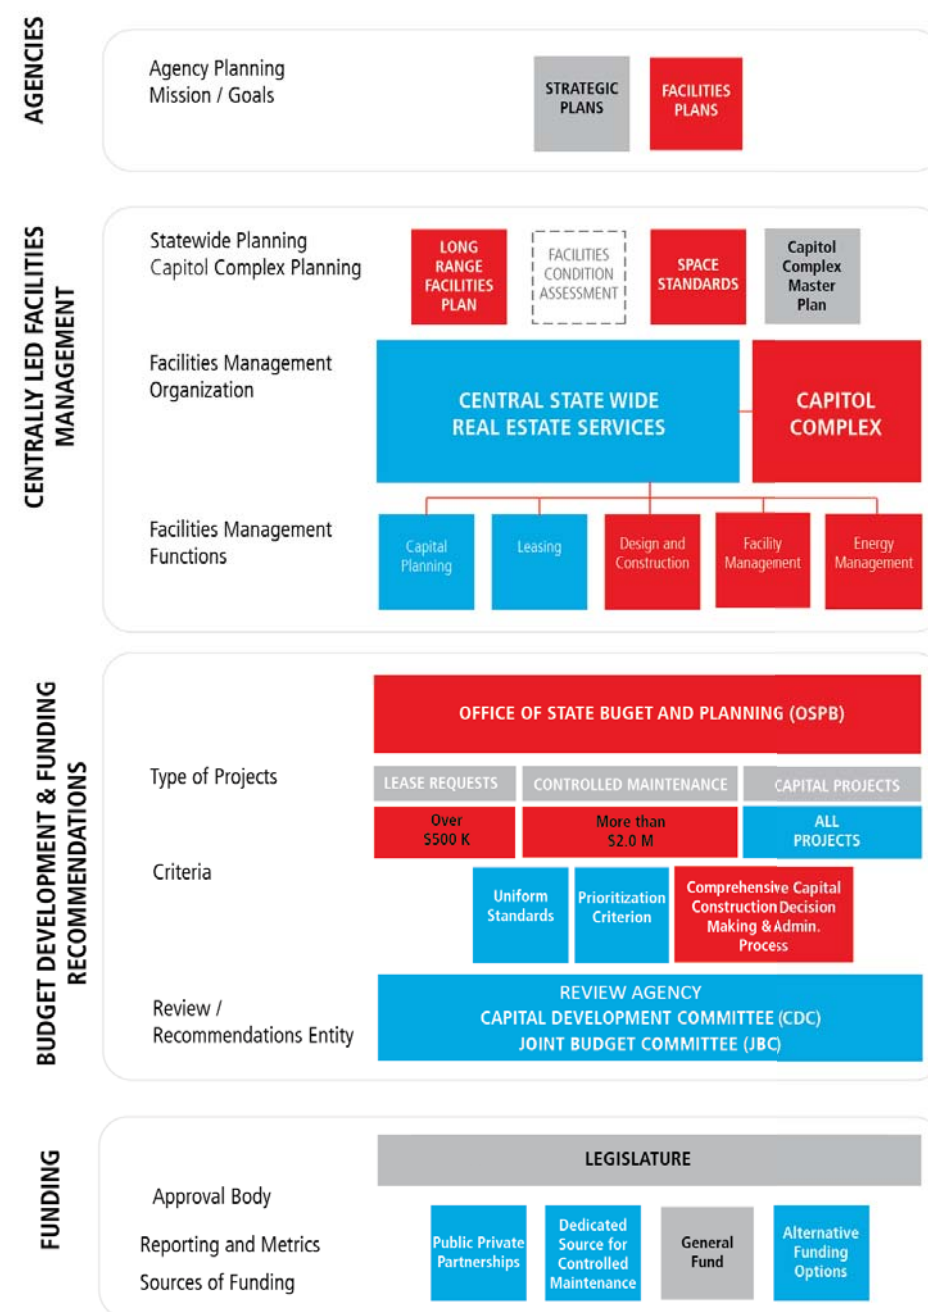 AGENCIES
Agency Planning
Mission / Goals
STRATEGIC
PLANS
FACILITIES
PLANS
CENTRALLY LED FACILITIES
MANAGEMENT
Statewide Planning
Capitol Complex Planning
LONG
RANGE
FACILITIES
PLAN
FACILITIES
CONDITION
ASSESSMENT
SPACE
STANDARDS
Capitol
Complex
Master
Plan
Facilities Management
Organization
CENTRAL STATE WIDE
REAL ESTATE SERVICES
CAPITOL
COMPLEX
Facilities Management
Functions
Capital
Planning
Leasing
Design and
Construction
Facility
Management
Energy
Management
BUDGET DEVELOPMENT & FUNDING
RECOMMENDATIONS
OFFICE OF STATE BUGET AND PLANNING (OSPB)
Type of Projects
LEASE REQUESTS
CONTROLLED MAINTENANCE
CAPITAL PROJECTS
Over
$500 K
More than
$2.0 M
ALL
PROJECTS
Criteria
Uniform
Standards
Prioritization
Criterion
Comprehensive Capital
Construction Decision
Making & Admin.
Process
Review /
Recommendations Entity
REVIEW AGENCY
CAPITAL DEVELOPMENT COMMITTEE (CDC)
JOINT BUDGET COMMITTEE (JBC)
FUNDING
LEGISLATURE
Approval Body
Reporting and Metrics
Sources of Funding
Public Private
Partnerships
Dedicated
Source for
Controlled
Maintenance
General
Fund
Alternative
Funding
Options